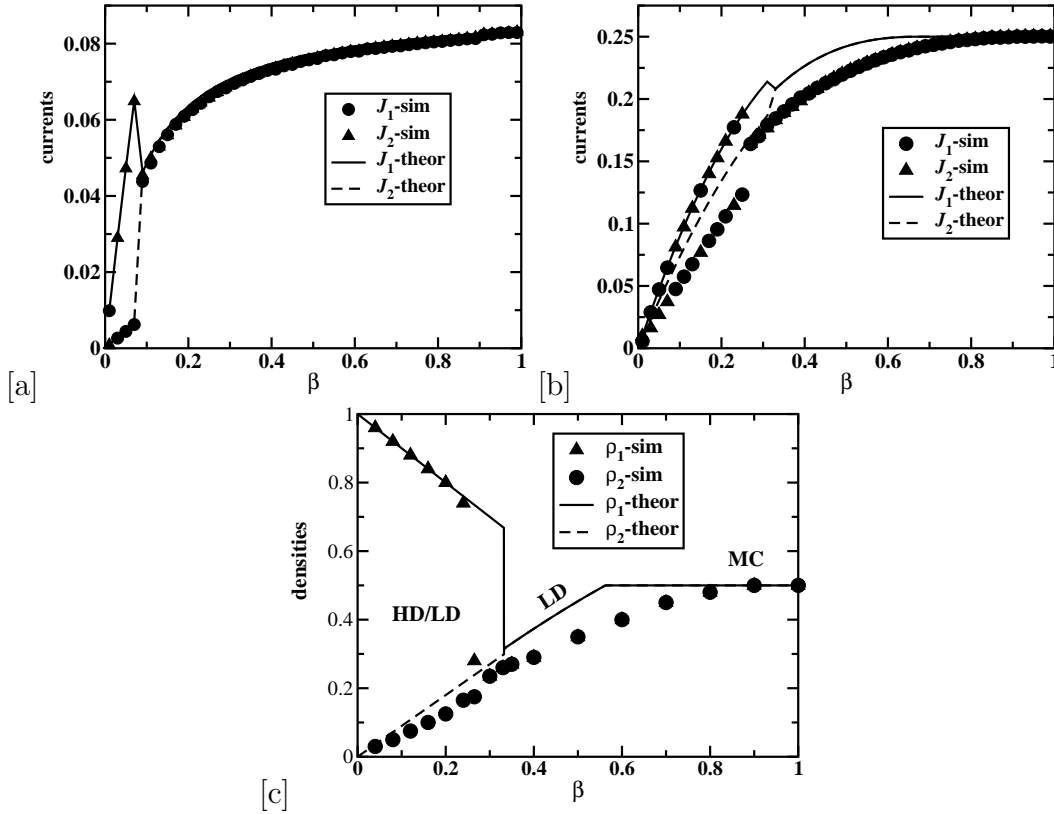 currents
0.08
0.06
0.04
0.02
0
J1-sim
J2-sim
J1-theor
J2-theor
0 0.2 0.4 0.6 0.8 1
β
[a]
currents
0.25
0.2
0.15
0.1
0.05
0
J1-sim
J2-sim
J1-theor
J2-theor
0 0.2 0.4 0.6 0.8 1
β
[b]
densities
1
0.8
0.6
0.4
0.2
0
ρ1-sim
ρ2-sim
ρ1-theor
ρ2-theor
HD/LD
LD
MC
0 0.2 0.4 0.6 0.8 1
β
[c]